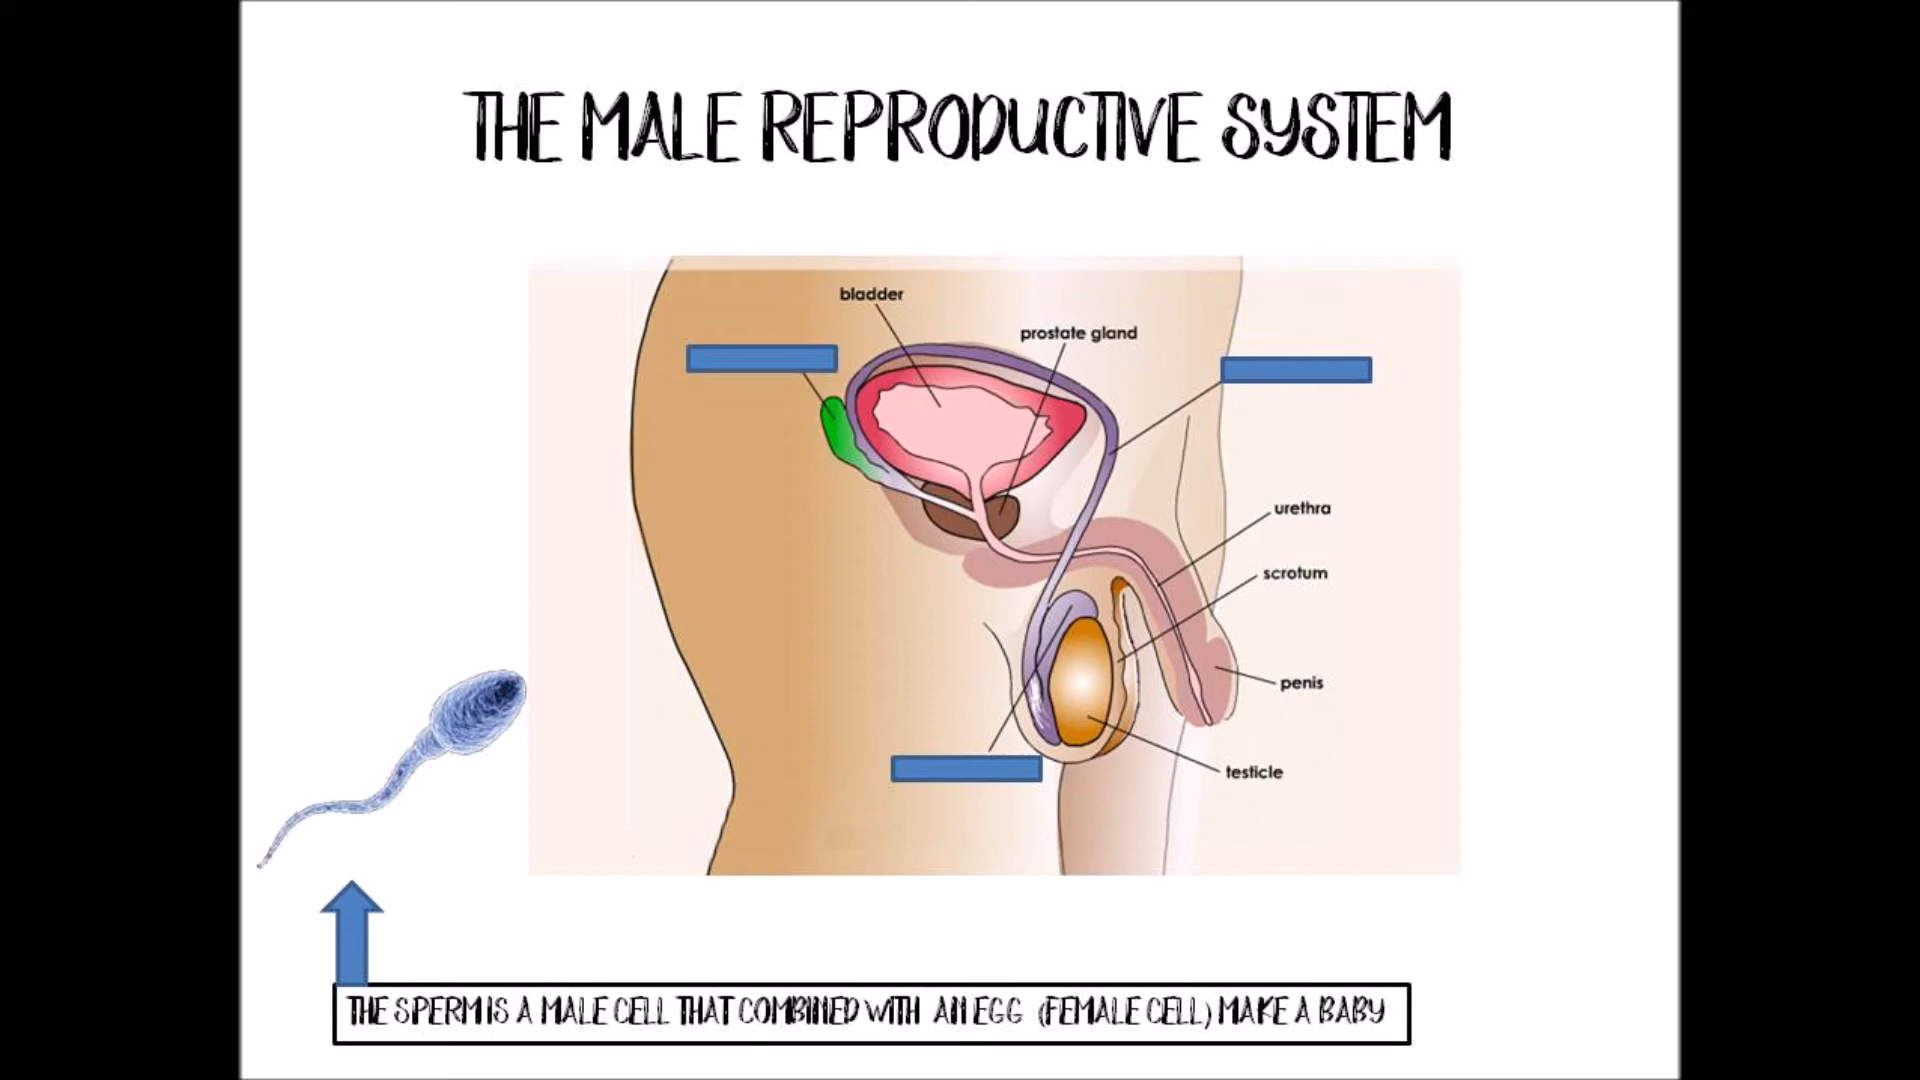 THE MALE REPRODUCTIVE SYSTEM
bladder
prostate gland
urethra
scrotum
penis
testicle
THE SPERM IS A MALE CELL THAT COMBINED WITH AN EGG (FEMALE CELL) MAKE A BABY